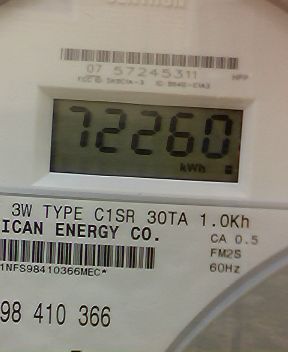 07 57245311
72260
kWh
3W TYPE C1SR 30TA 1.0Kh
ICAN ENERGY CO.
CA 0.5
FM2S
1NFS98410366MEC*
60Hz
98 410 366